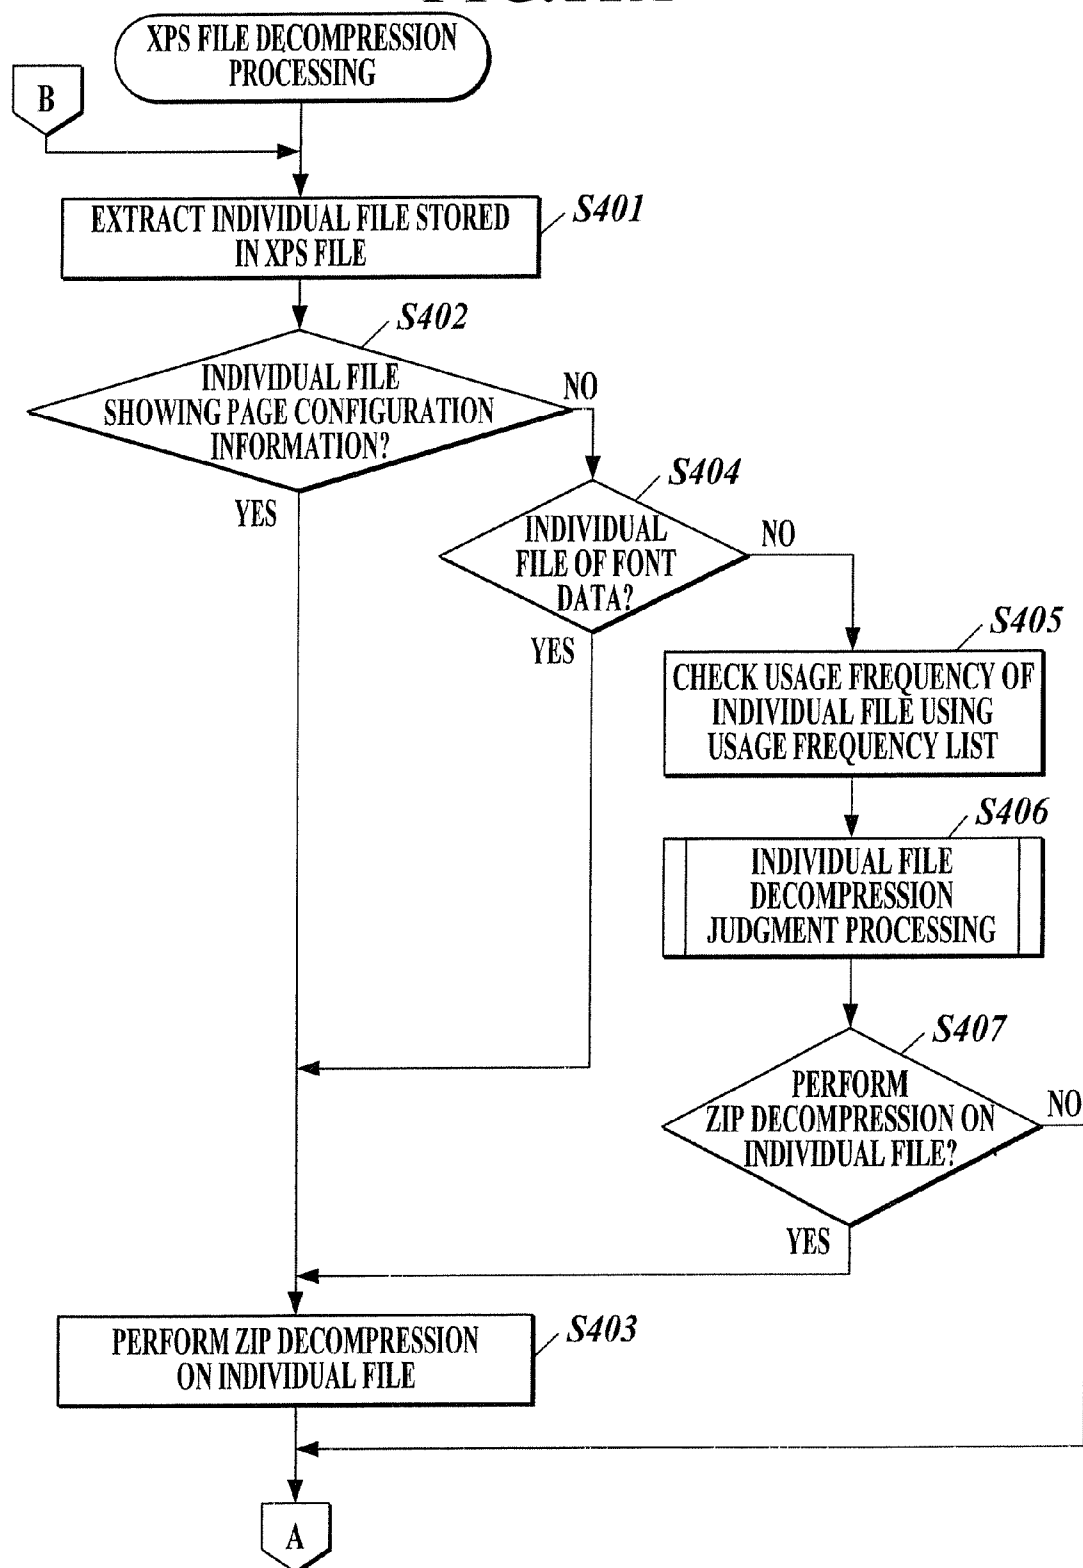 XPS FILE DECOMPRESSION
PROCESSING
B
EXTRACT INDIVIDUAL FILE STORED
IN XPS FILE
S401
S402
INDIVIDUAL FILE
SHOWING PAGE CONFIGURATION
INFORMATION?
NO
YES
S404
INDIVIDUAL
FILE OF FONT
DATA?
NO
YES
S405
CHECK USAGE FREQUENCY OF
INDIVIDUAL FILE USING
USAGE FREQUENCY LIST
S406
INDIVIDUAL FILE
DECOMPRESSION
JUDGMENT PROCESSING
S407
PERFORM
ZIP DECOMPRESSION ON
INDIVIDUAL FILE?
NO
YES
PERFORM ZIP DECOMPRESSION
ON INDIVIDUAL FILE
S403
A